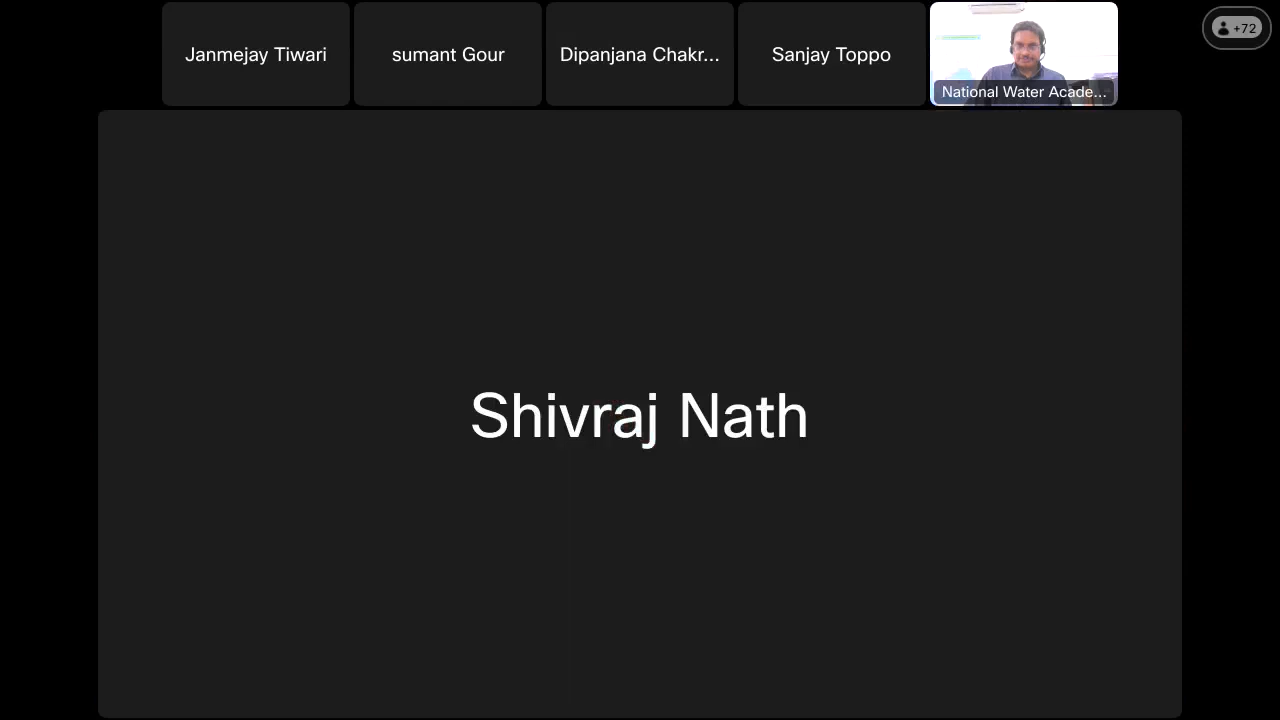 Janmejay Tiwari
sumant Gour
Dipanjana Chakr...
Sanjay Toppo
National Water Acade...
+72
Shivraj Nath